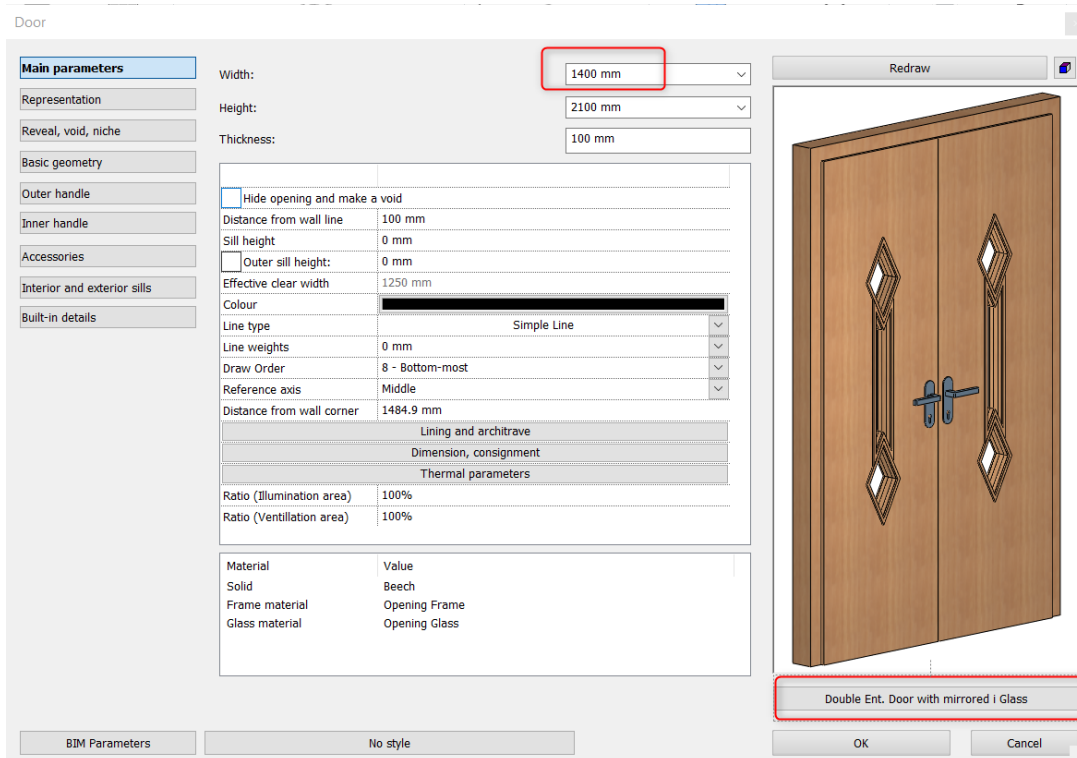 Door
Main parameters
Representation
Reveal, void, niche
Basic geometry
Outer handle
Inner handle
Accessories
Interior and exterior sills
Built-in details
Width: 1400 mm
Height: 2100 mm
Thickness: 100 mm
Hide opening and make a void
Distance from wall line 100 mm
Sill height 0 mm
Outer sill height: 0 mm
Effective clear width 1250 mm
Colour
Line type Simple Line
Line weights 0 mm
Draw Order 8 - Bottom-most
Reference axis Middle
Distance from wall corner 1484.9 mm
Lining and architrave
Dimension, consignment
Thermal parameters
Ratio (Illumination area) 100%
Ratio (Ventillation area) 100%
Material Value
Solid Beech
Frame material Opening Frame
Glass material Opening Glass
Redraw
Double Ent. Door with mirrored i Glass
BIM Parameters
No style
OK
Cancel